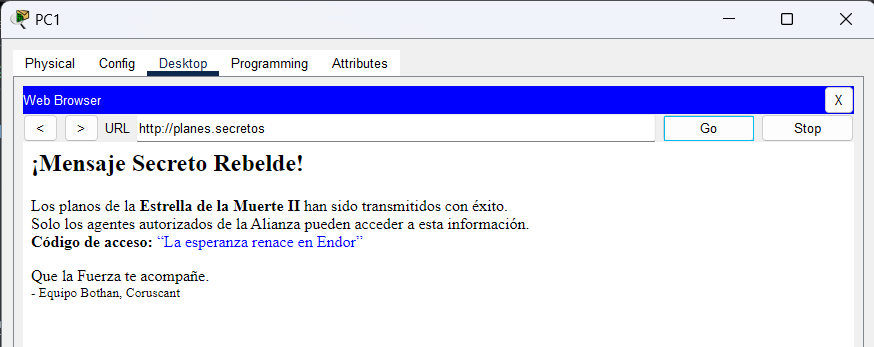 PC1
Physical Config Desktop Programming Attributes
Web Browser X
< > URL http://planes.secretos Go Stop
¡Mensaje Secreto Rebelde!
Los planos de la Estrella de la Muerte II han sido transmitidos con éxito.
Solo los agentes autorizados de la Alianza pueden acceder a esta información.
Código de acceso: “La esperanza renace en Endor”
Que la Fuerza te acompañe.
- Equipo Bothan, Coruscant